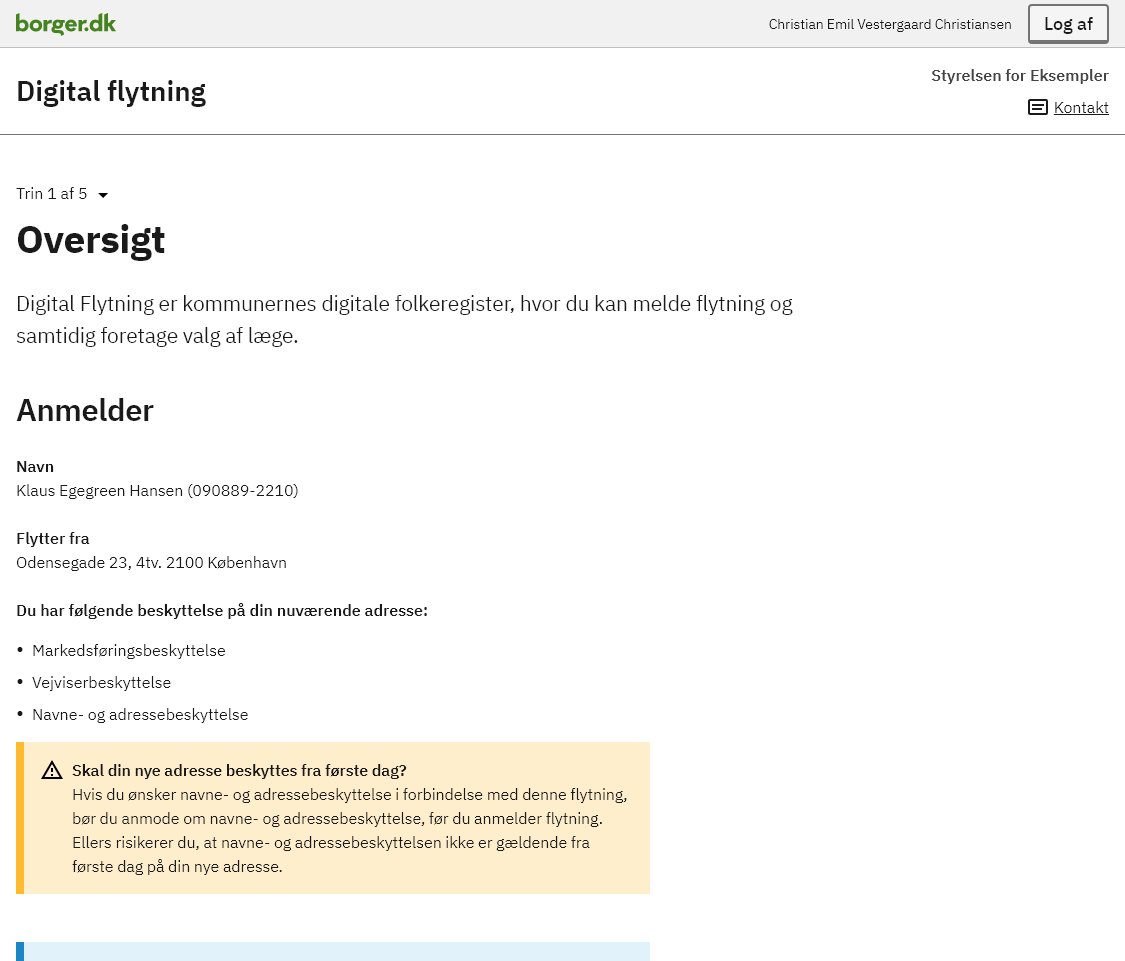 borger.dk
Christian Emil Vestergaard Christiansen
Log af
Digital flytning
Styrelsen for Eksempler
Kontakt
Trin 1 af 5
Oversigt
Digital Flytning er kommunernes digitale folkeregister, hvor du kan melde flytning og
samtidig foretage valg af læge.
Anmelder
Navn
Klaus Egegreen Hansen (090889-2210)
Flytter fra
Odensegade 23, 4tv. 2100 København
Du har følgende beskyttelse på din nuværende adresse:
• Markedsføringsbeskyttelse
• Vejviserbeskyttelse
• Navne- og adressebeskyttelse
Skal din nye adresse beskyttes fra første dag?
Hvis du ønsker navne- og adressebeskyttelse i forbindelse med denne flytning,
bør du anmode om navne- og adressebeskyttelse, før du anmelder flytning.
Ellers risikerer du, at navne- og adressebeskyttelsen ikke er gældende fra
første dag på din nye adresse.